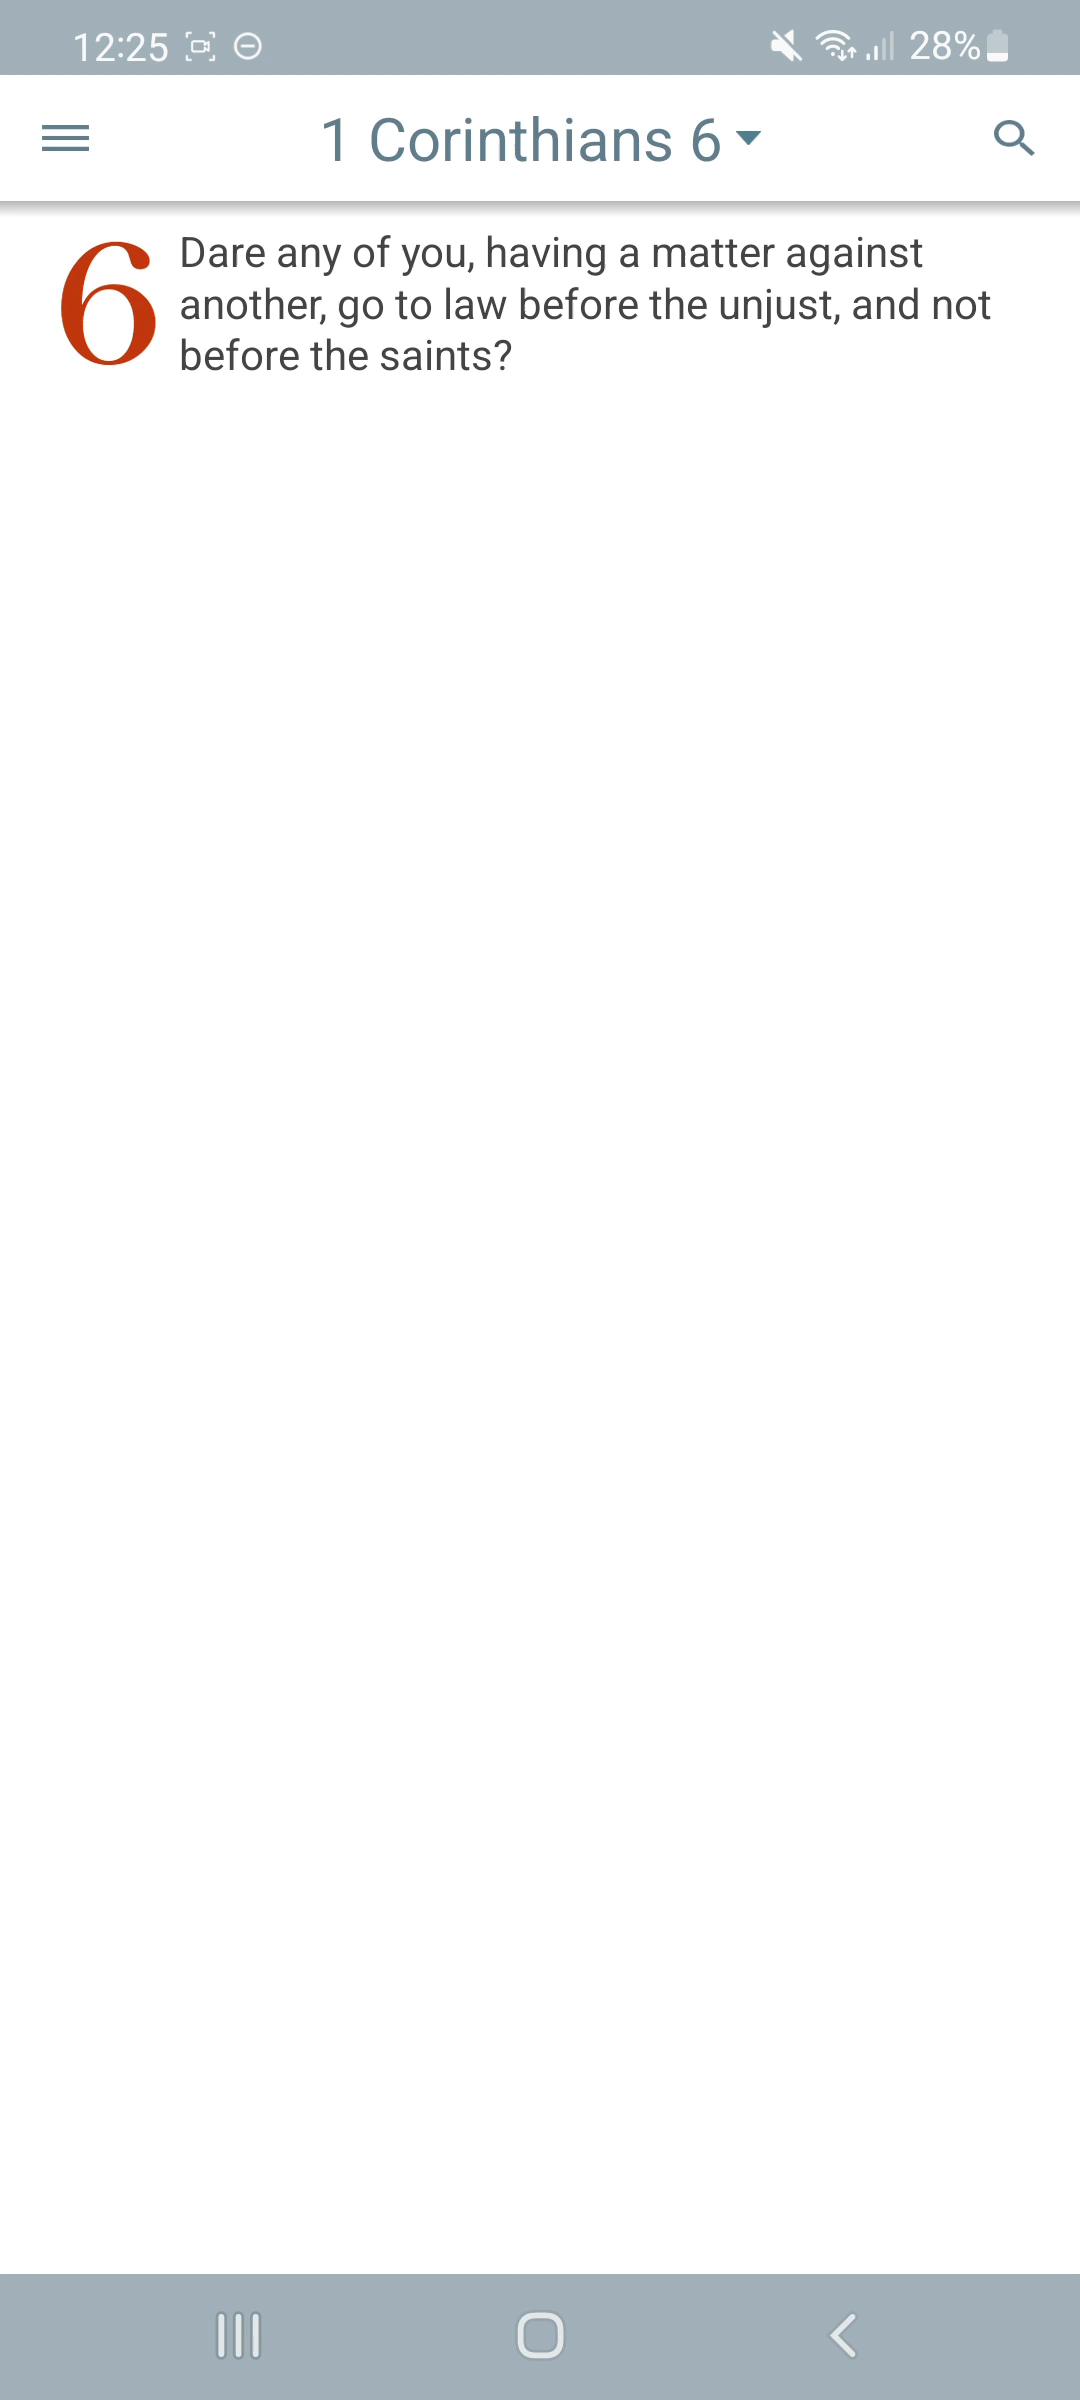 12:25
28%
1 Corinthians 6
6
Dare any of you, having a matter against
another, go to law before the unjust, and not
before the saints?